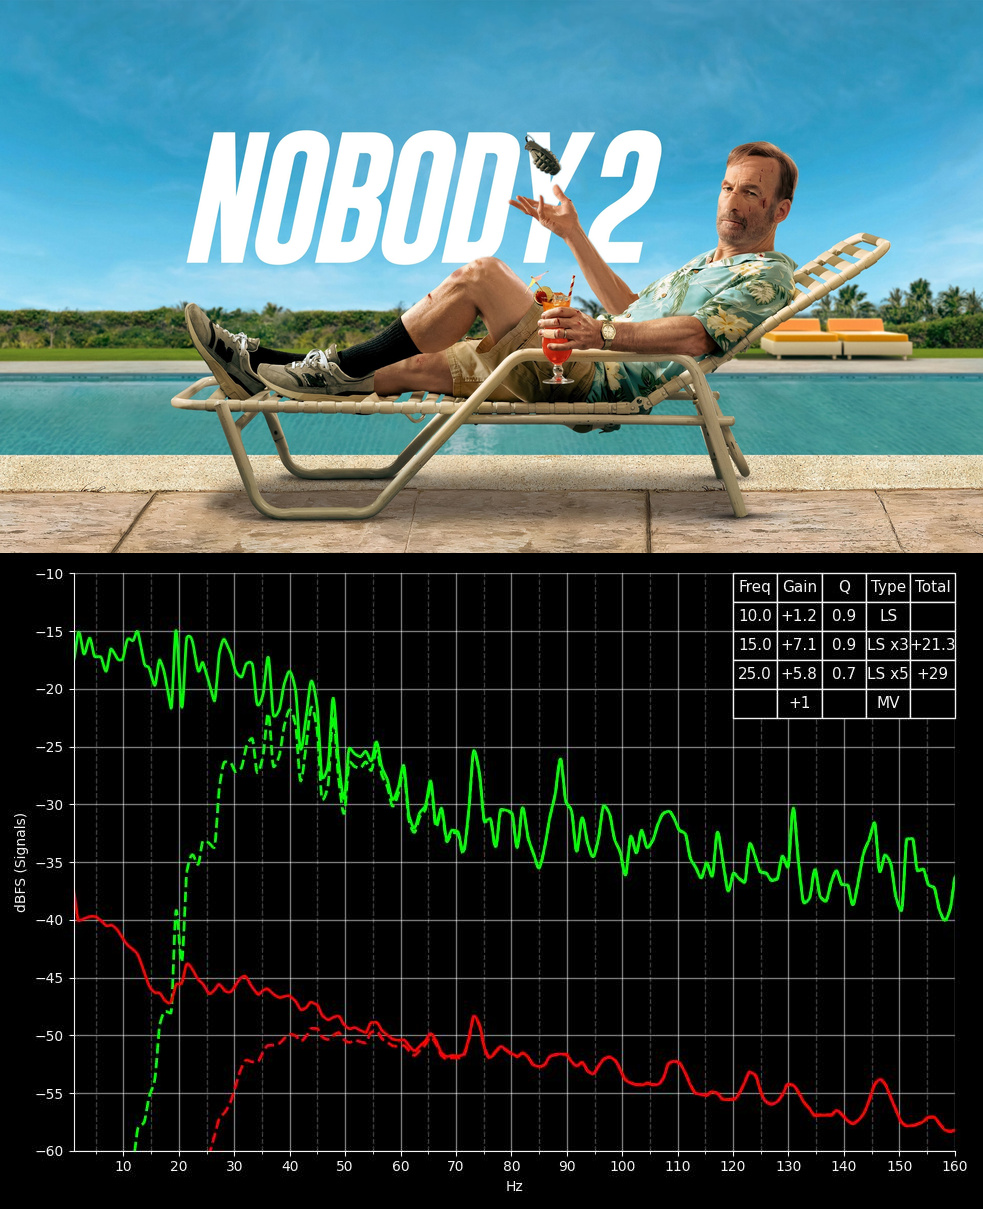 NOBODY 2
−10
−15
−20
−25
−30
−35
−40
−45
−50
−55
−60
dBFS (Signals)
Freq Gain Q Type Total
10.0 +1.2 0.9 LS
15.0 +7.1 0.9 LS x3 +21.3
25.0 +5.8 0.7 LS x5 +29
+1 MV
10 20 30 40 50 60 70 80 90 100 110 120 130 140 150 160
Hz